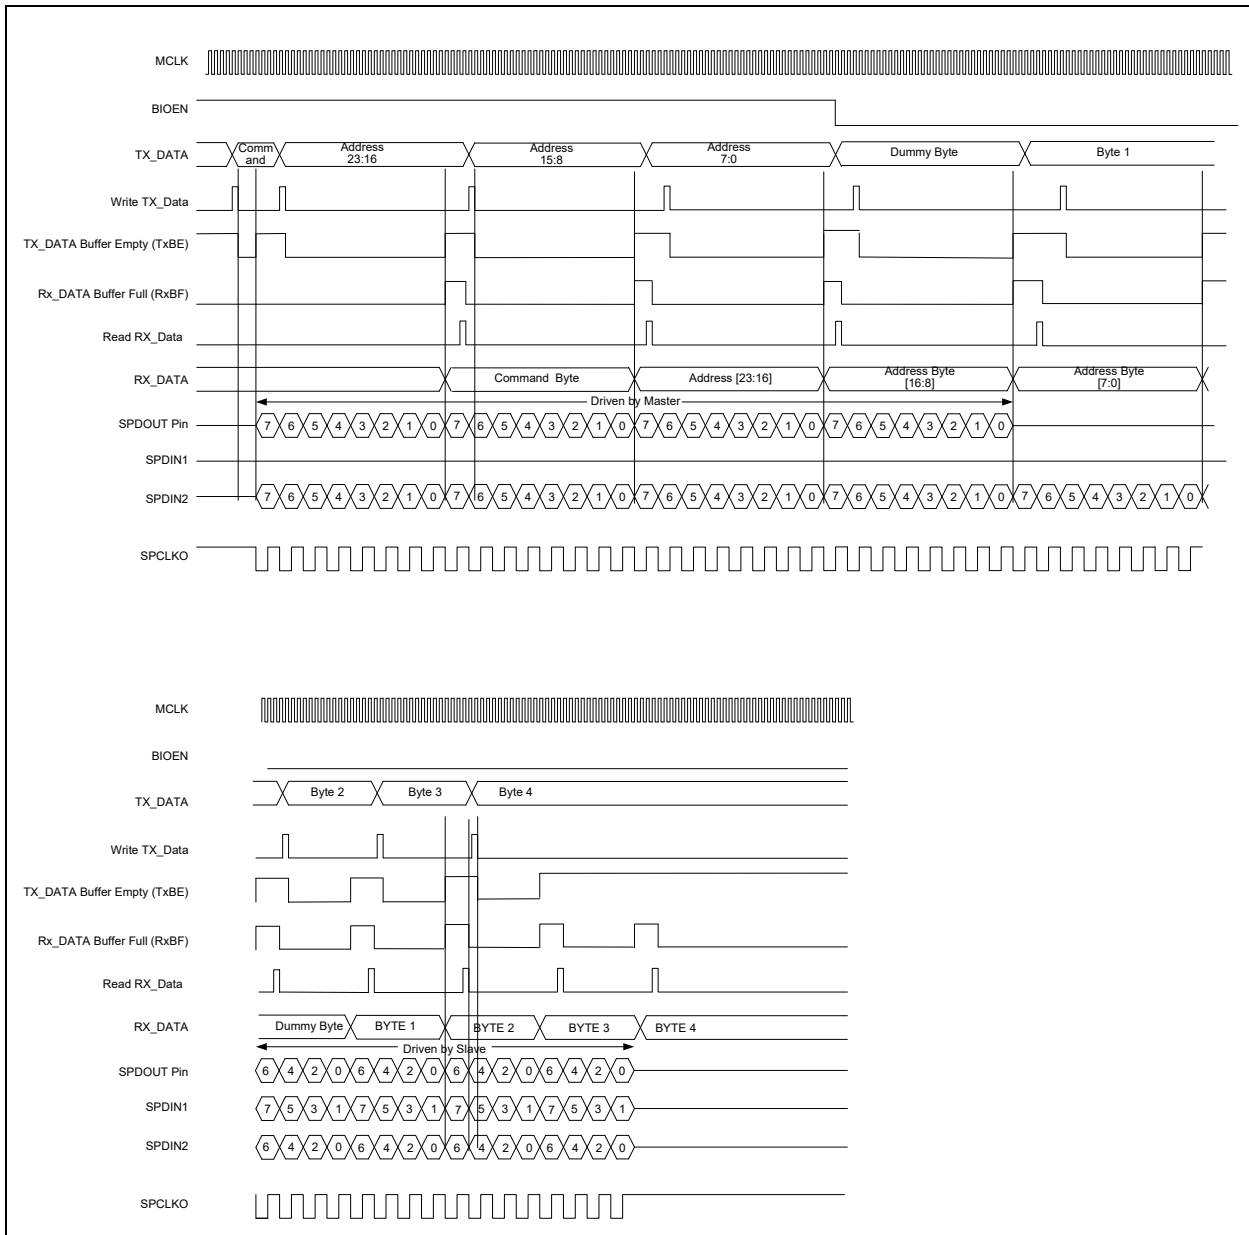 MCLK
BIOEN
TX_DATA
Comm
and
Address
23:16
Address
15:8
Address
7:0
Dummy Byte
Byte 1
Write TX_Data
TX_DATA Buffer Empty (TxBE)
Rx_DATA Buffer Full (RxBF)
Read RX_Data
RX_DATA
Command Byte
Address [23:16]
Address Byte
[16:8]
Address Byte
[7:0]
Driven by Master
SPDOUT Pin
7 6 5 4 3 2 1 0 7 6 5 4 3 2 1 0 7 6 5 4 3 2 1 0 7 6 5 4 3 2 1 0
SPDIN1
SPDIN2
7 6 5 4 3 2 1 0 7 6 5 4 3 2 1 0 7 6 5 4 3 2 1 0 7 6 5 4 3 2 1 0 7 6 5 4 3 2 1 0
SPCLKO
MCLK
BIOEN
TX_DATA
Byte 2
Byte 3
Byte 4
Write TX_Data
TX_DATA Buffer Empty (TxBE)
Rx_DATA Buffer Full (RxBF)
Read RX_Data
RX_DATA
Dummy Byte
BYTE 1
BYTE 2
BYTE 3
BYTE 4
Driven by Slave
SPDOUT Pin
6 4 2 0 6 4 2 0 6 4 2 0 6 4 2 0
SPDIN1
7 5 3 1 7 5 3 1 7 5 3 1 7 5 3 1
SPDIN2
6 4 2 0 6 4 2 0 6 4 2 0 6 4 2 0
SPCLKO